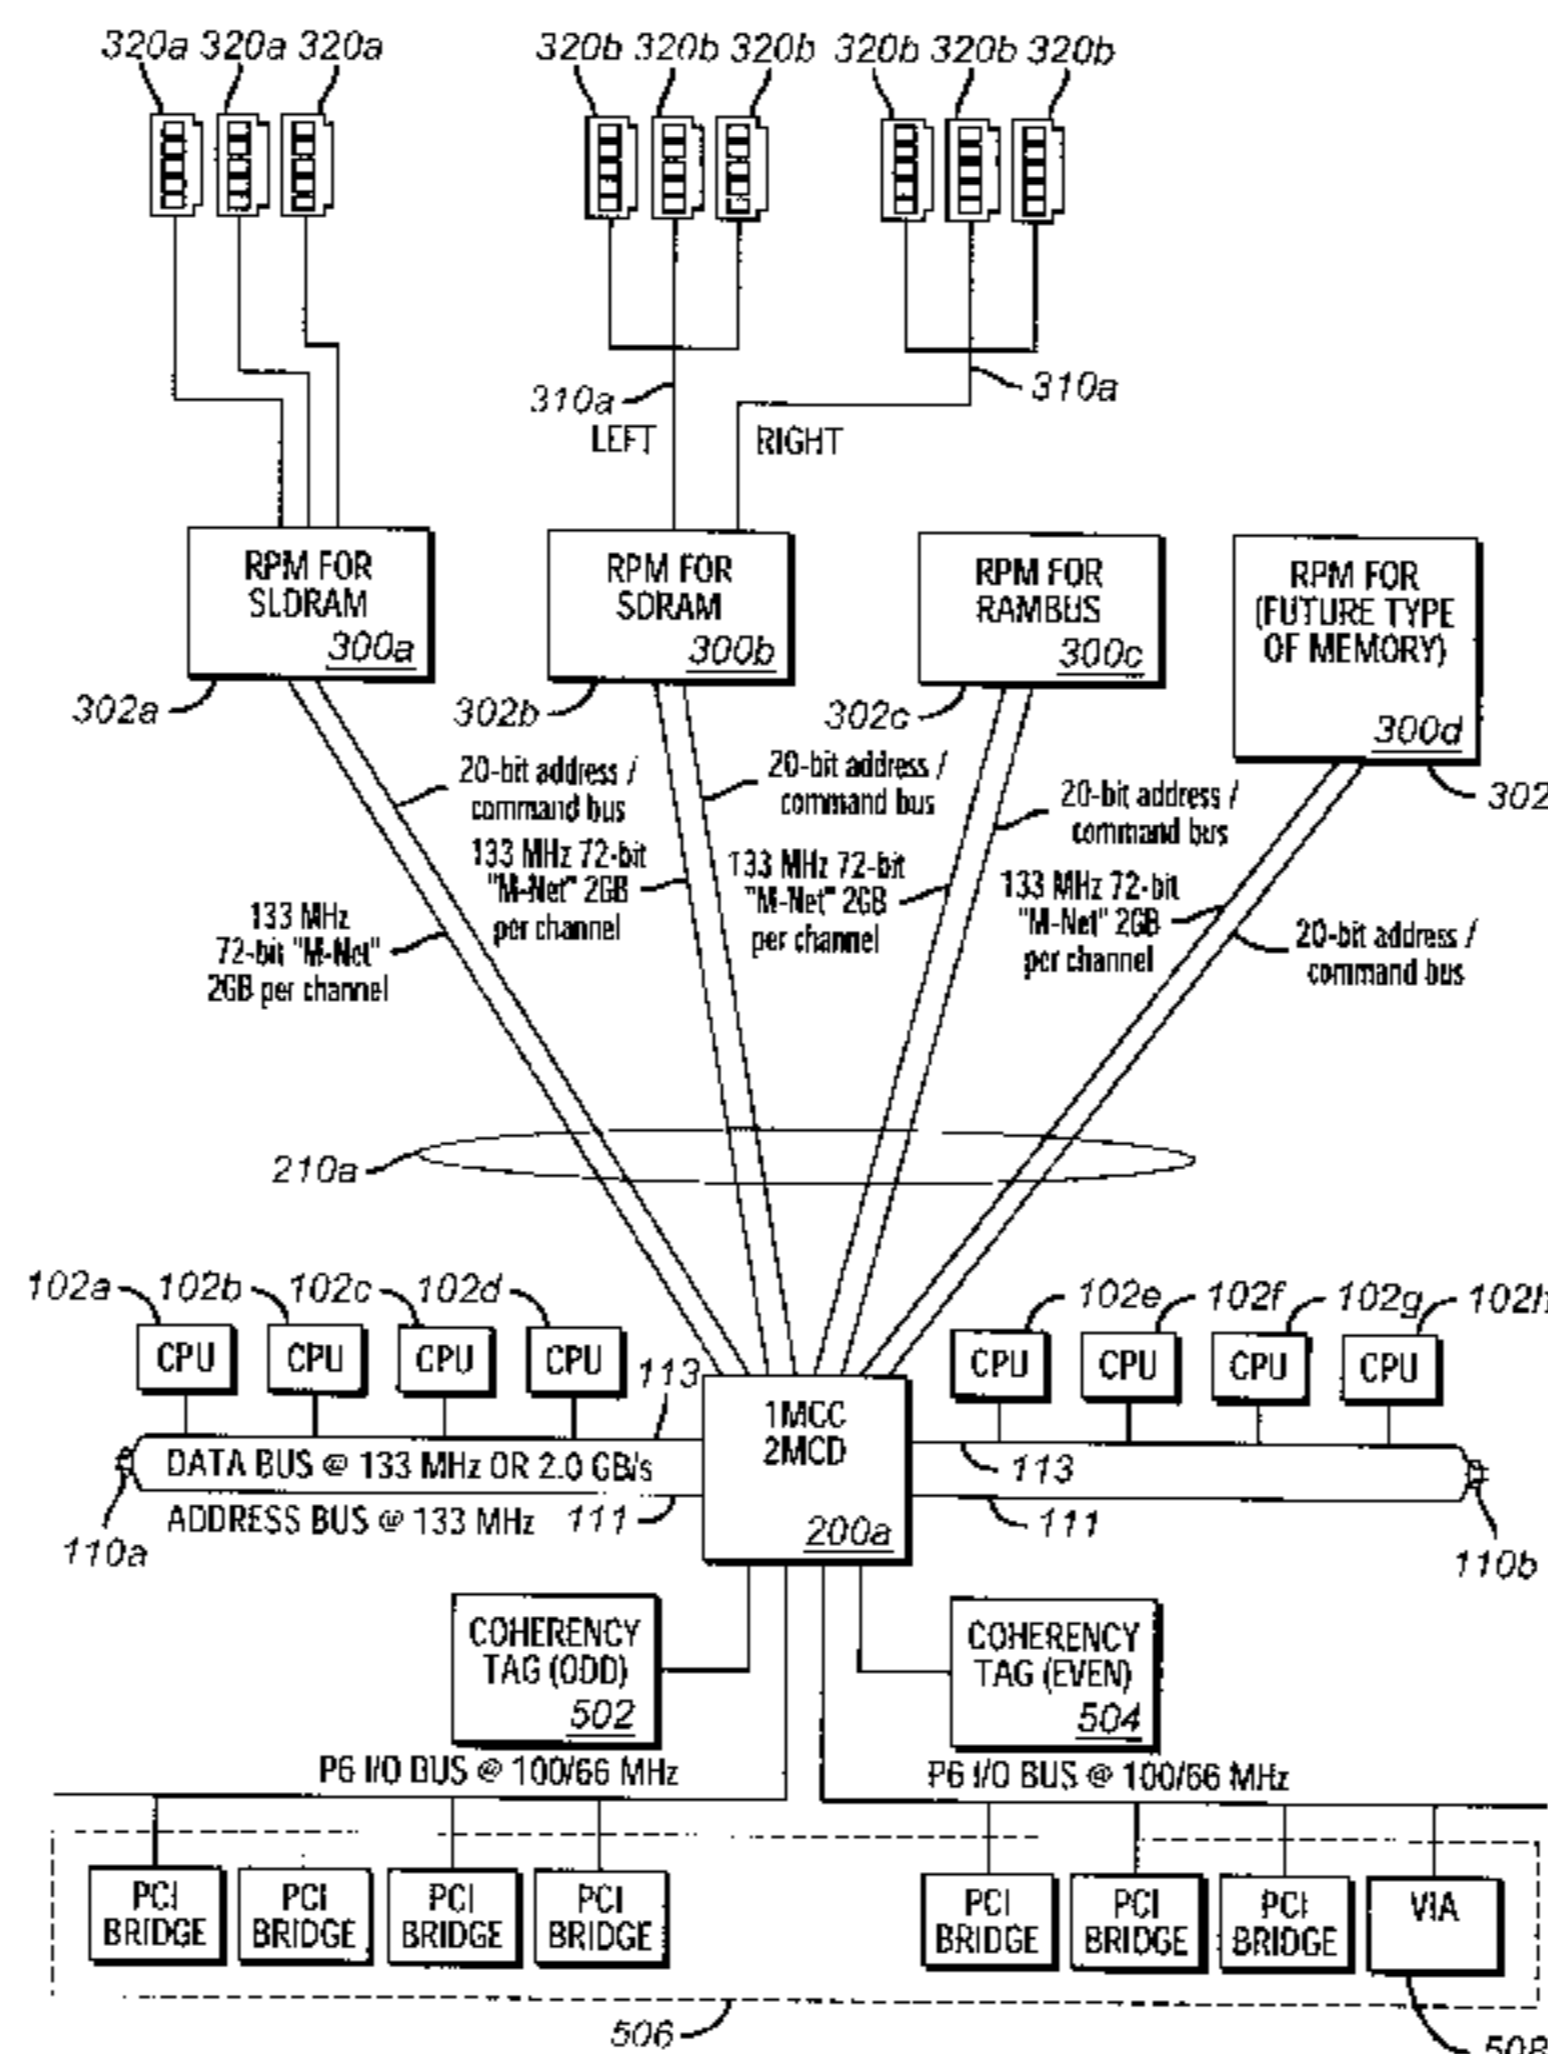 320a 320a 320a 320b 320b 320b 320b 320b 320b
310a 310a
LEFT RIGHT
RPM FOR
SLDRAM
300a
RPM FOR
SDRAM
300b
RPM FOR
RAMBUS
300c
RPM FOR
(FUTURE TYPE
OF MEMORY)
300d
302a 302b 302c 302
20-bit address /
command bus
20-bit address /
command bus
20-bit address /
command bus
133 MHz 72-bit
"M-Net" 2GB
per channel
133 MHz 72-bit
"M-Net" 2GB
per channel
133 MHz 72-bit
"M-Net" 2GB
per channel
133 MHz
72-bit "M-Net"
2GB per channel
20-bit address /
command bus
210a
102a 102b 102c 102d 102e 102f 102g 102h
CPU CPU CPU CPU CPU CPU CPU CPU
113
1MCC
2MCD
200a
DATA BUS @ 133 MHz OR 2.0 GB/s
113
ADDRESS BUS @ 133 MHz 111
111
110a 110b
COHERENCY
TAG (ODD)
502
COHERENCY
TAG (EVEN)
504
P6 I/O BUS @ 100/66 MHz
P6 I/O BUS @ 100/66 MHz
PCI
BRIDGE
PCI
BRIDGE
PCI
BRIDGE
PCI
BRIDGE
PCI
BRIDGE
PCI
BRIDGE
PCI
BRIDGE
VIA
506
508